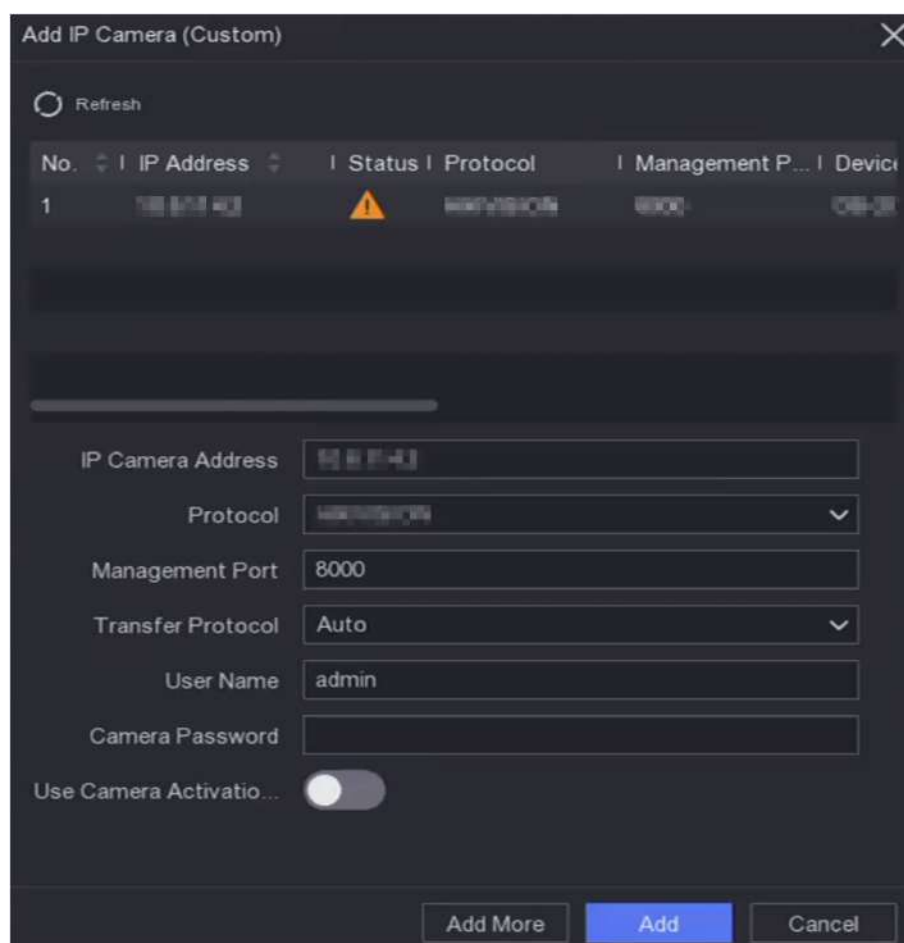 Add IP Camera (Custom)
Refresh
No. IP Address Status Protocol Management P... Device
1
IP Camera Address
Protocol
Management Port 8000
Transfer Protocol Auto
User Name admin
Camera Password
Use Camera Activatio...
Add More Add Cancel